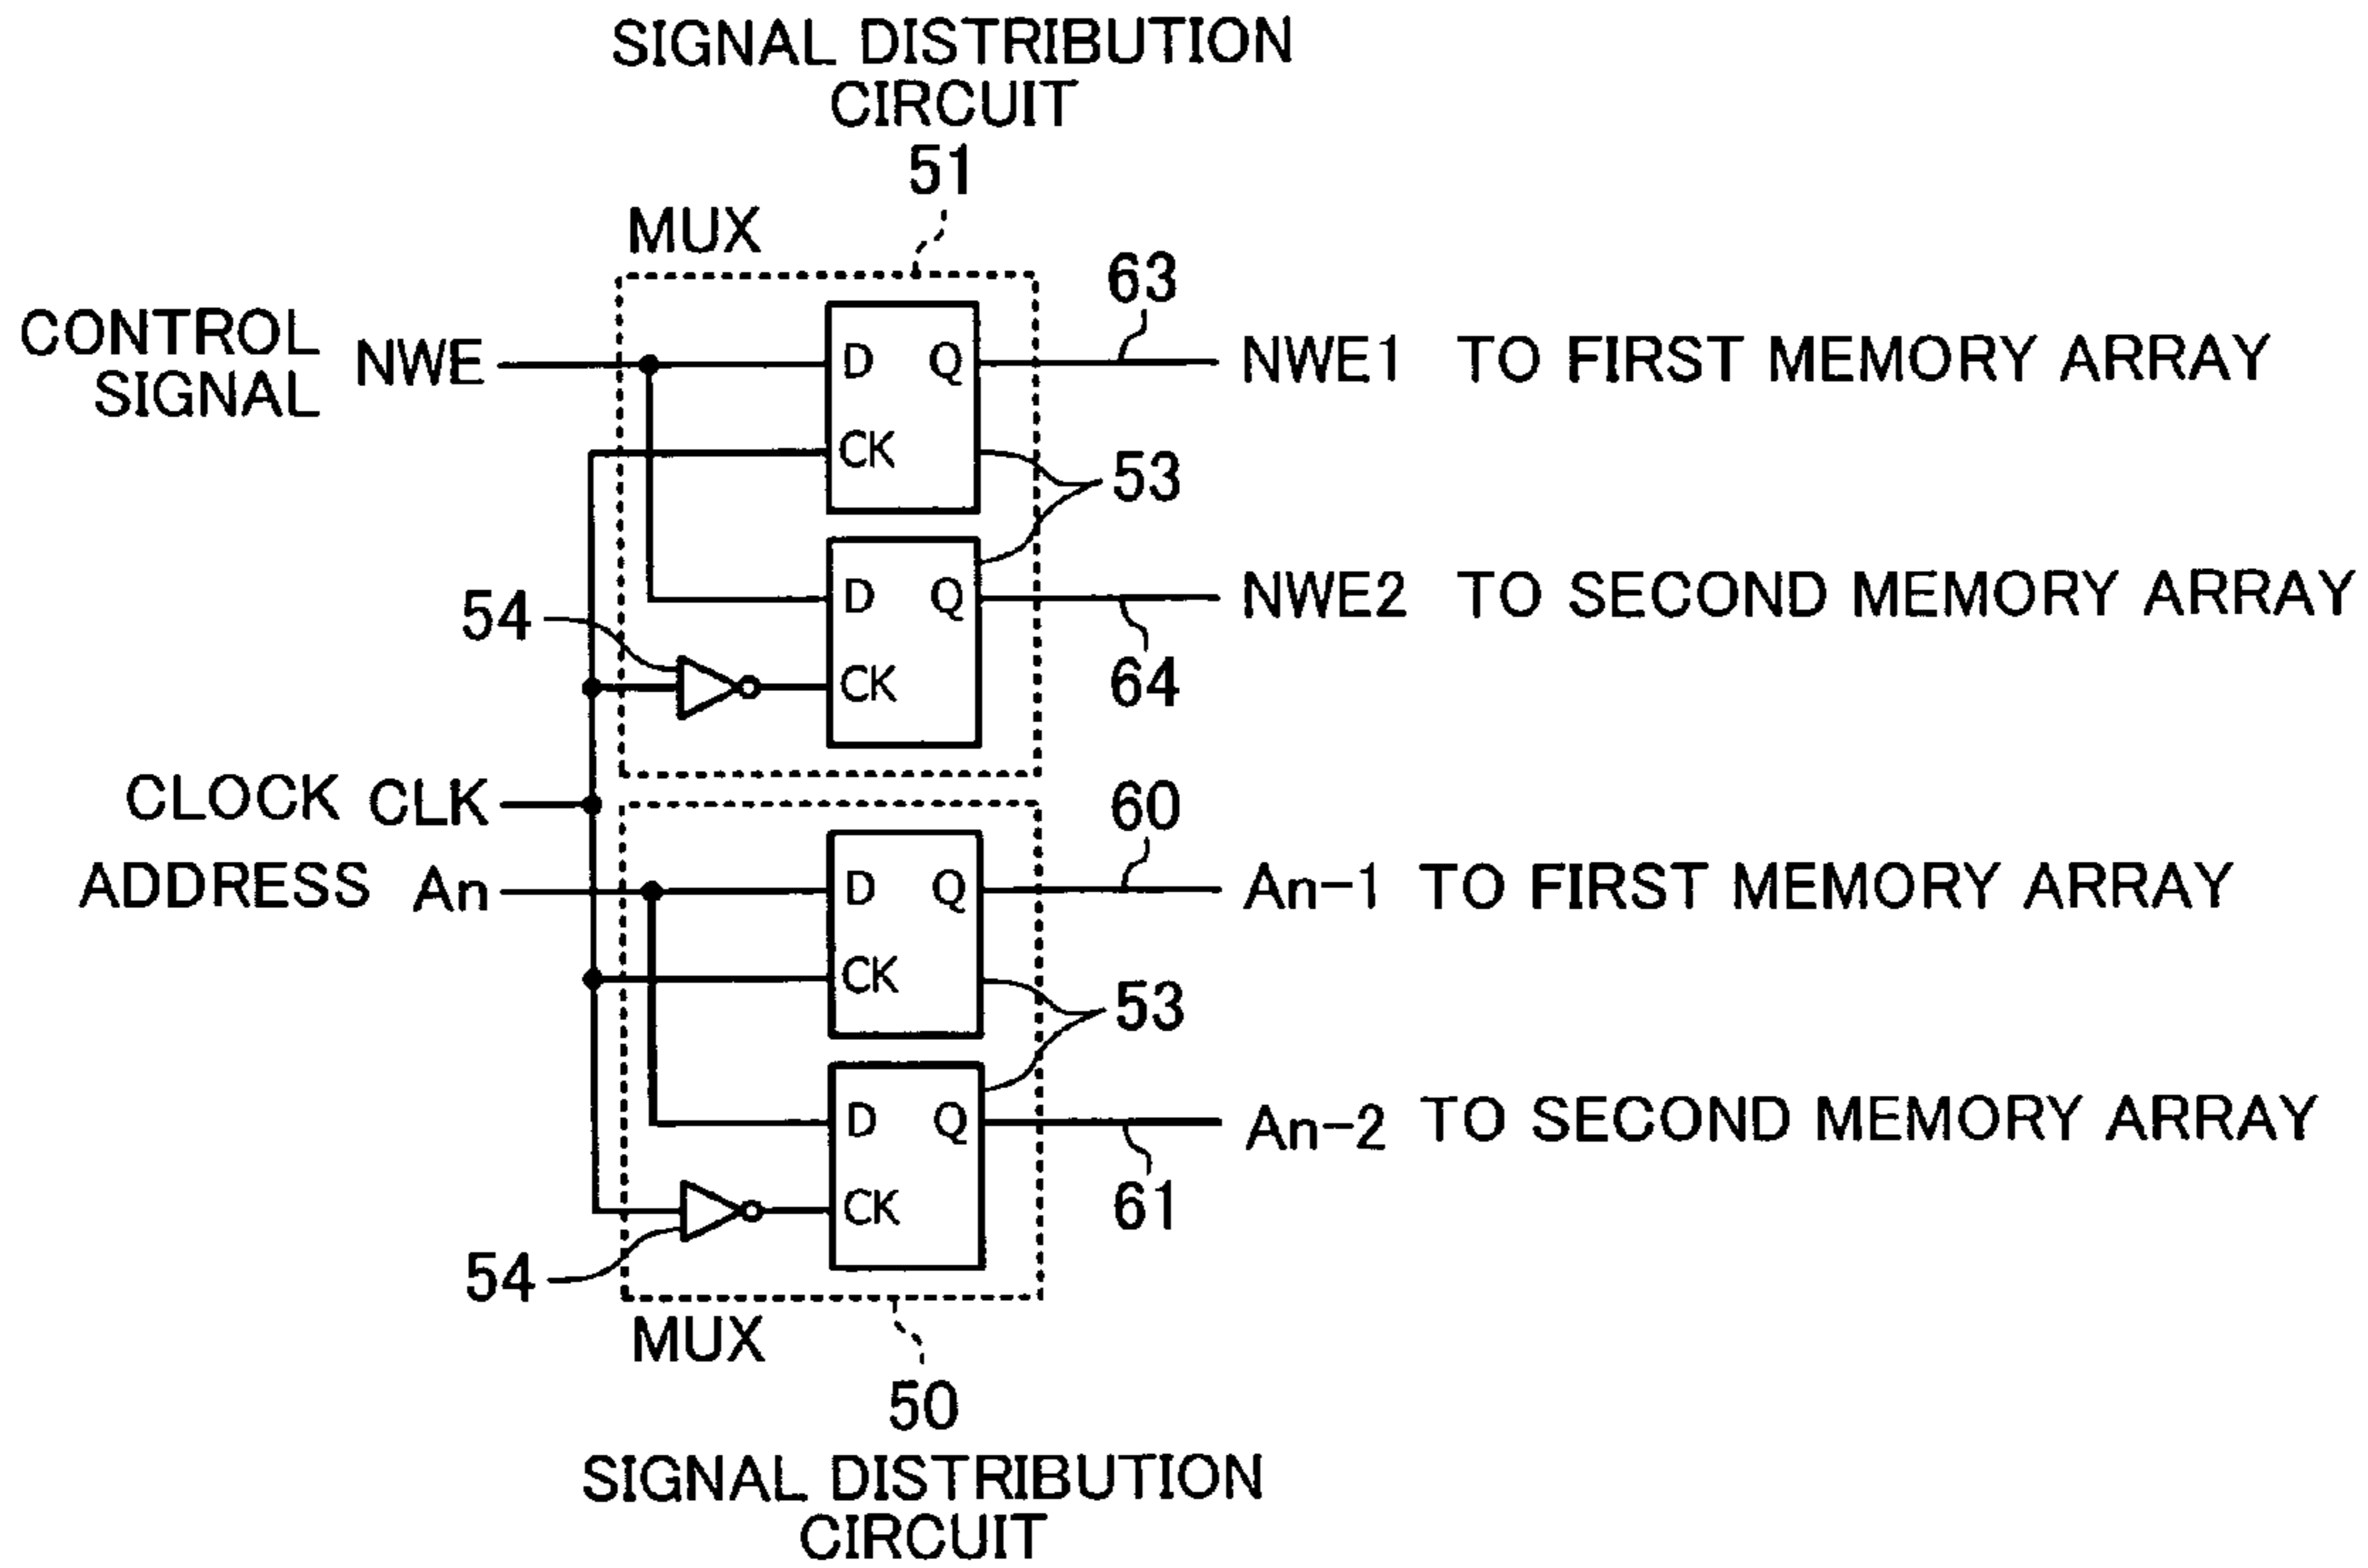 SIGNAL DISTRIBUTION
CIRCUIT
51
MUX
63
CONTROL
SIGNAL
NWE
D Q
NWE1 TO FIRST MEMORY ARRAY
CK
53
D Q
NWE2 TO SECOND MEMORY ARRAY
54
CK
64
CLOCK CLK
60
ADDRESS An
D Q
An-1 TO FIRST MEMORY ARRAY
CK
53
D Q
An-2 TO SECOND MEMORY ARRAY
CK
61
54
MUX
50
SIGNAL DISTRIBUTION
CIRCUIT